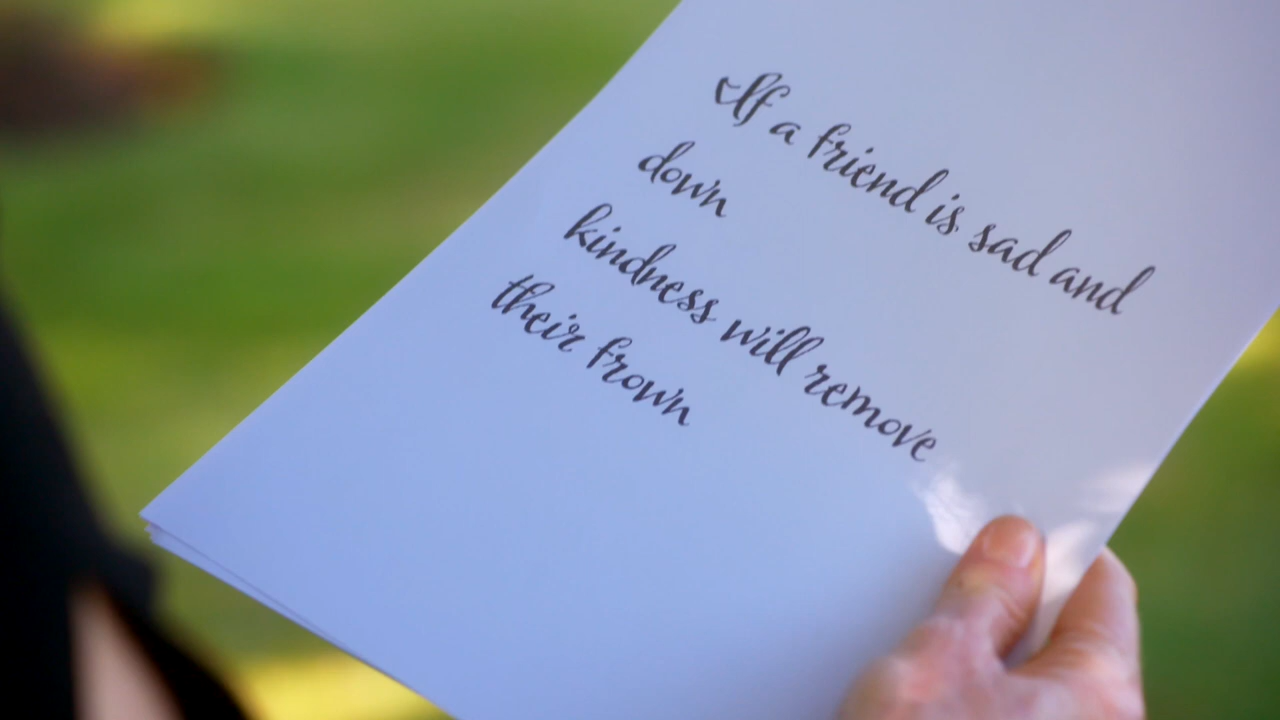 If a friend is sad and
down
kindness will remove
their frown